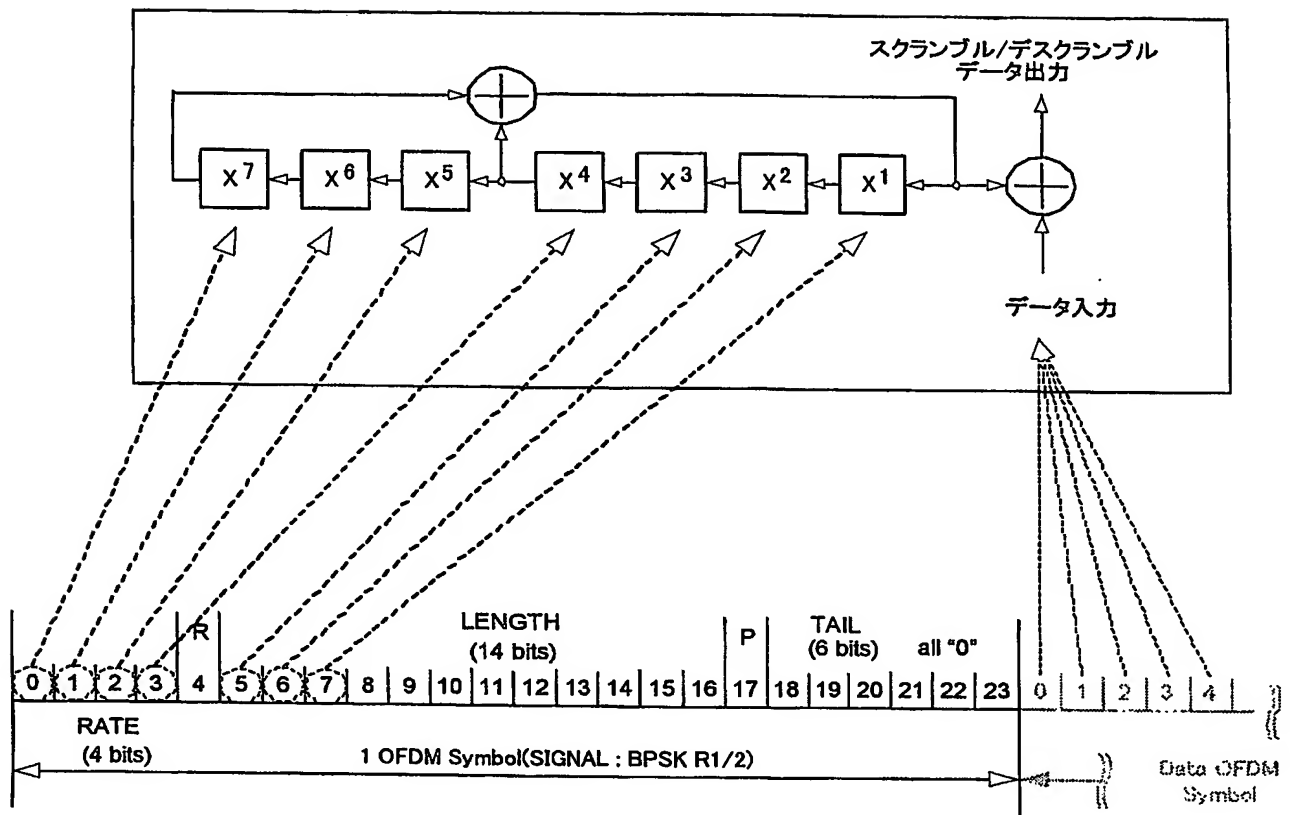 スクランブル/デスクランブル
データ出力
X⁷ X⁶ X⁵ X⁴ X³ X² X¹
データ入力
R LENGTH P TAIL
(14 bits) (6 bits) all "0"
0 1 2 3 4 5 6 7 8 9 10 11 12 13 14 15 16 17 18 19 20 21 22 23 0 1 2 3 4
RATE
(4 bits) 1 OFDM Symbol(SIGNAL : BPSK R1/2)
Data OFDM
Symbol